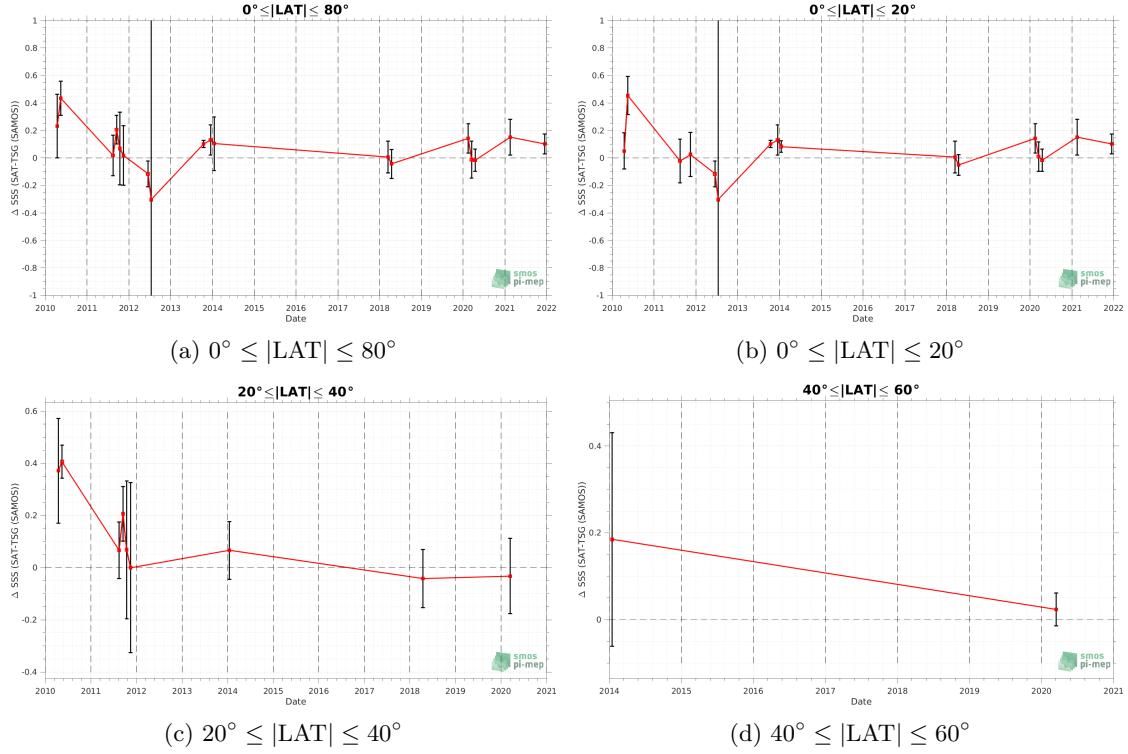 0°≤|LAT|≤ 80°
1
0.8
0.6
0.4
0.2
0
-0.2
-0.4
-0.6
-0.8
-1
Δ SSS (SAT-TSG (SAMOS))
2010 2011 2012 2013 2014 2015 2016 2017 2018 2019 2020 2021 2022
Date
smos
pi-mep
(a) 0° ≤ |LAT| ≤ 80°
0°≤|LAT|≤ 20°
1
0.8
0.6
0.4
0.2
0
-0.2
-0.4
-0.6
-0.8
-1
Δ SSS (SAT-TSG (SAMOS))
2010 2011 2012 2013 2014 2015 2016 2017 2018 2019 2020 2021 2022
Date
smos
pi-mep
(b) 0° ≤ |LAT| ≤ 20°
20°≤|LAT|≤ 40°
0.6
0.4
0.2
0
-0.2
-0.4
Δ SSS (SAT-TSG (SAMOS))
2010 2011 2012 2013 2014 2015 2016 2017 2018 2019 2020 2021
Date
smos
pi-mep
(c) 20° ≤ |LAT| ≤ 40°
40°≤|LAT|≤ 60°
0.4
0.2
0
Δ SSS (SAT-TSG (SAMOS))
2014 2015 2016 2017 2018 2019 2020 2021
Date
smos
pi-mep
(d) 40° ≤ |LAT| ≤ 60°